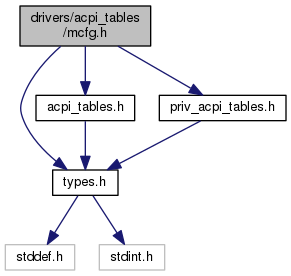 drivers/acpi_tables
/mcfg.h
acpi_tables.h
priv_acpi_tables.h
types.h
stddef.h
stdint.h